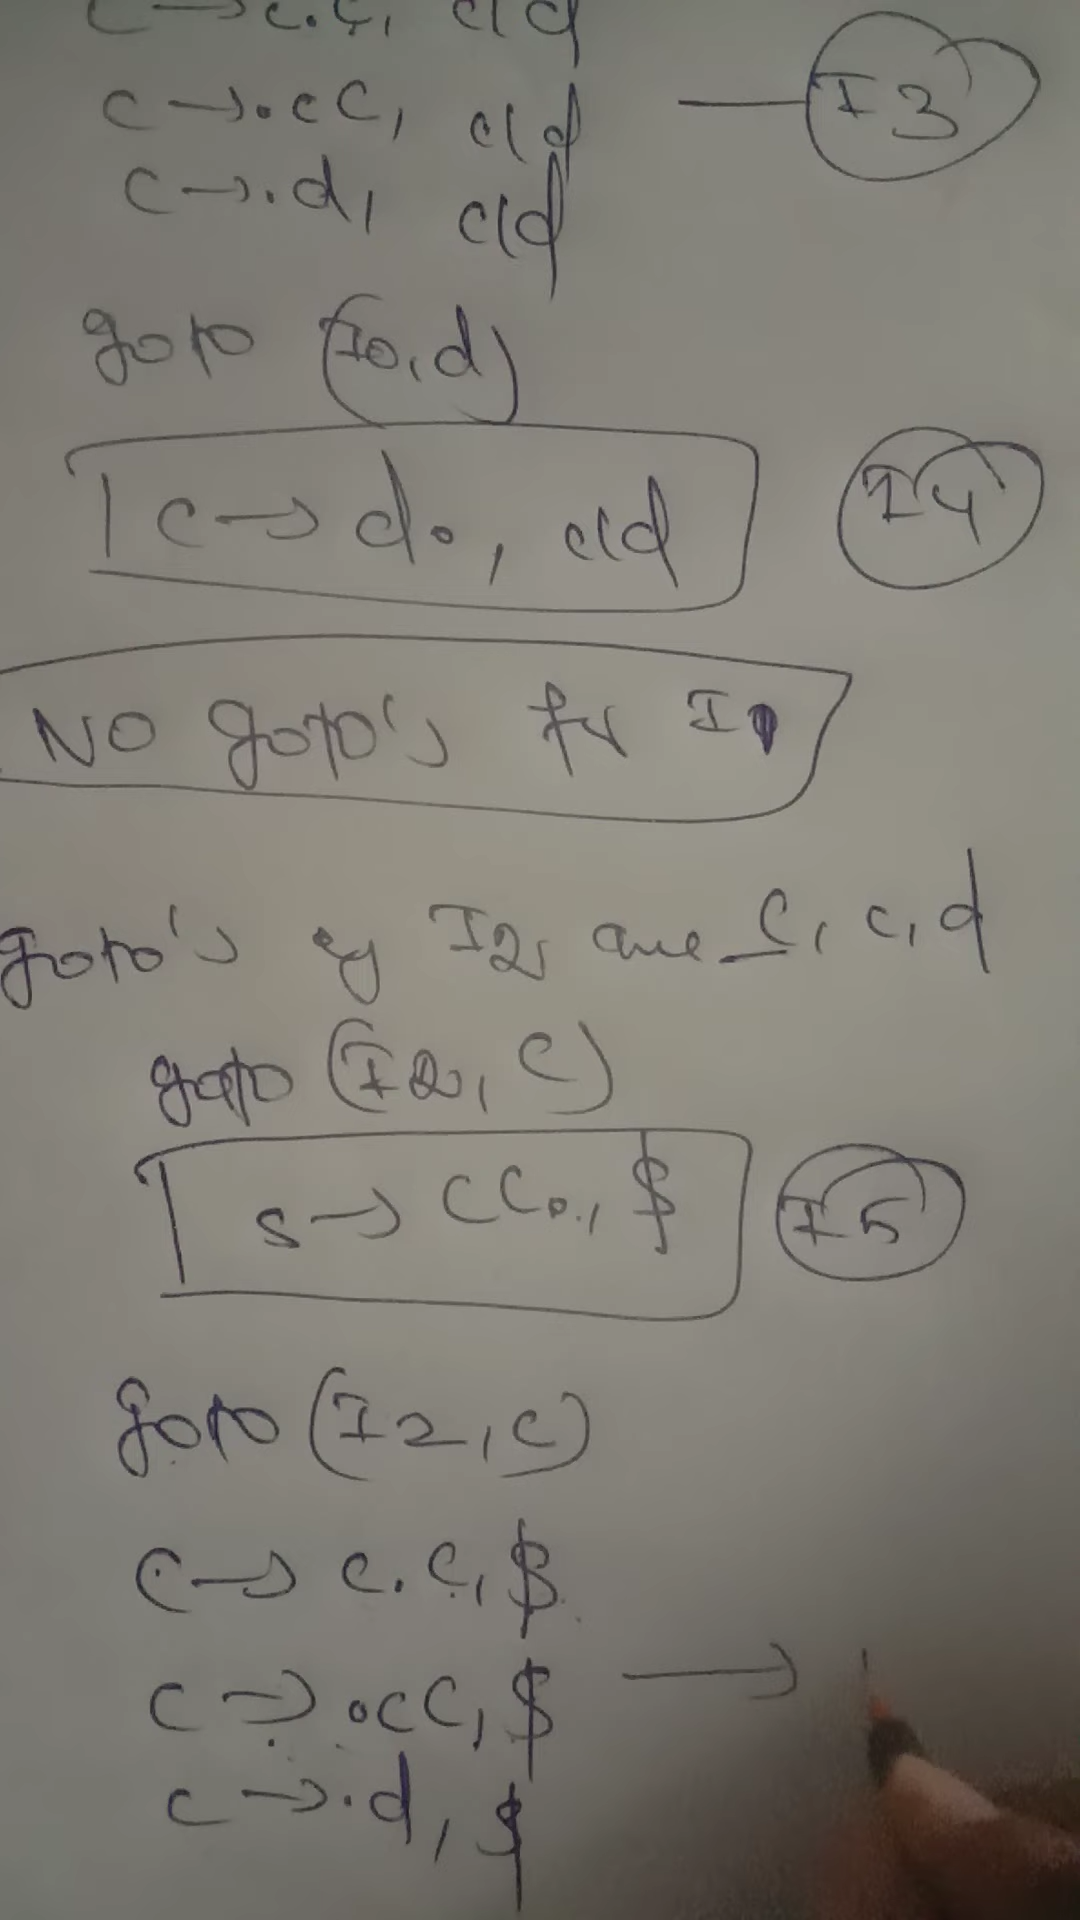 C → c.C, c/d
C → .cC, c/d — I3
C → .d, c/d
goto (I0, d)
C → d., c/d I4
NO goto's for I1
goto's of I2, are C, c, d
goto (I2, C)
S → CC., $ I5
goto (I2, c)
C → c.C, $
C → .cC, $ →
C → .d, $